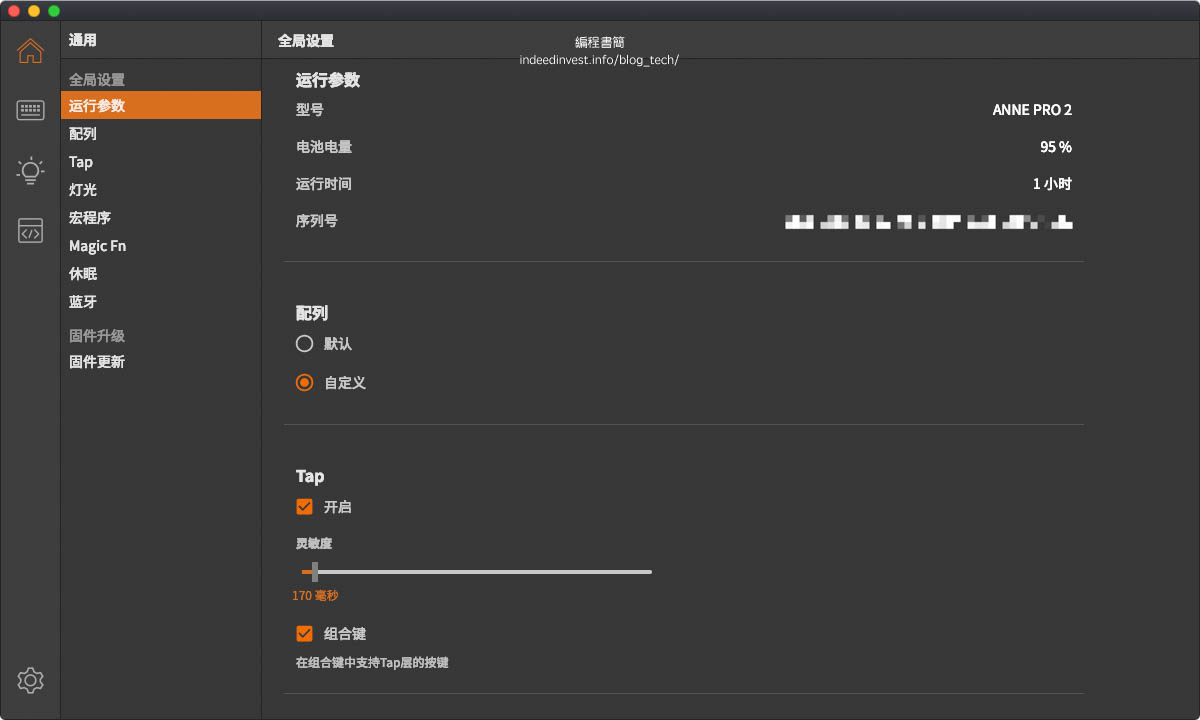 通用
全局设置
运行参数
配列
Tap
灯光
宏程序
Magic Fn
休眠
蓝牙
固件升级
固件更新
全局设置
編程書簡
indeedinvest.info/blog_tech/
运行参数
型号 ANNE PRO 2
电池电量 95 %
运行时间 1 小时
序列号
配列
默认
自定义
Tap
开启
灵敏度
170 毫秒
组合键
在组合键中支持Tap层的按键